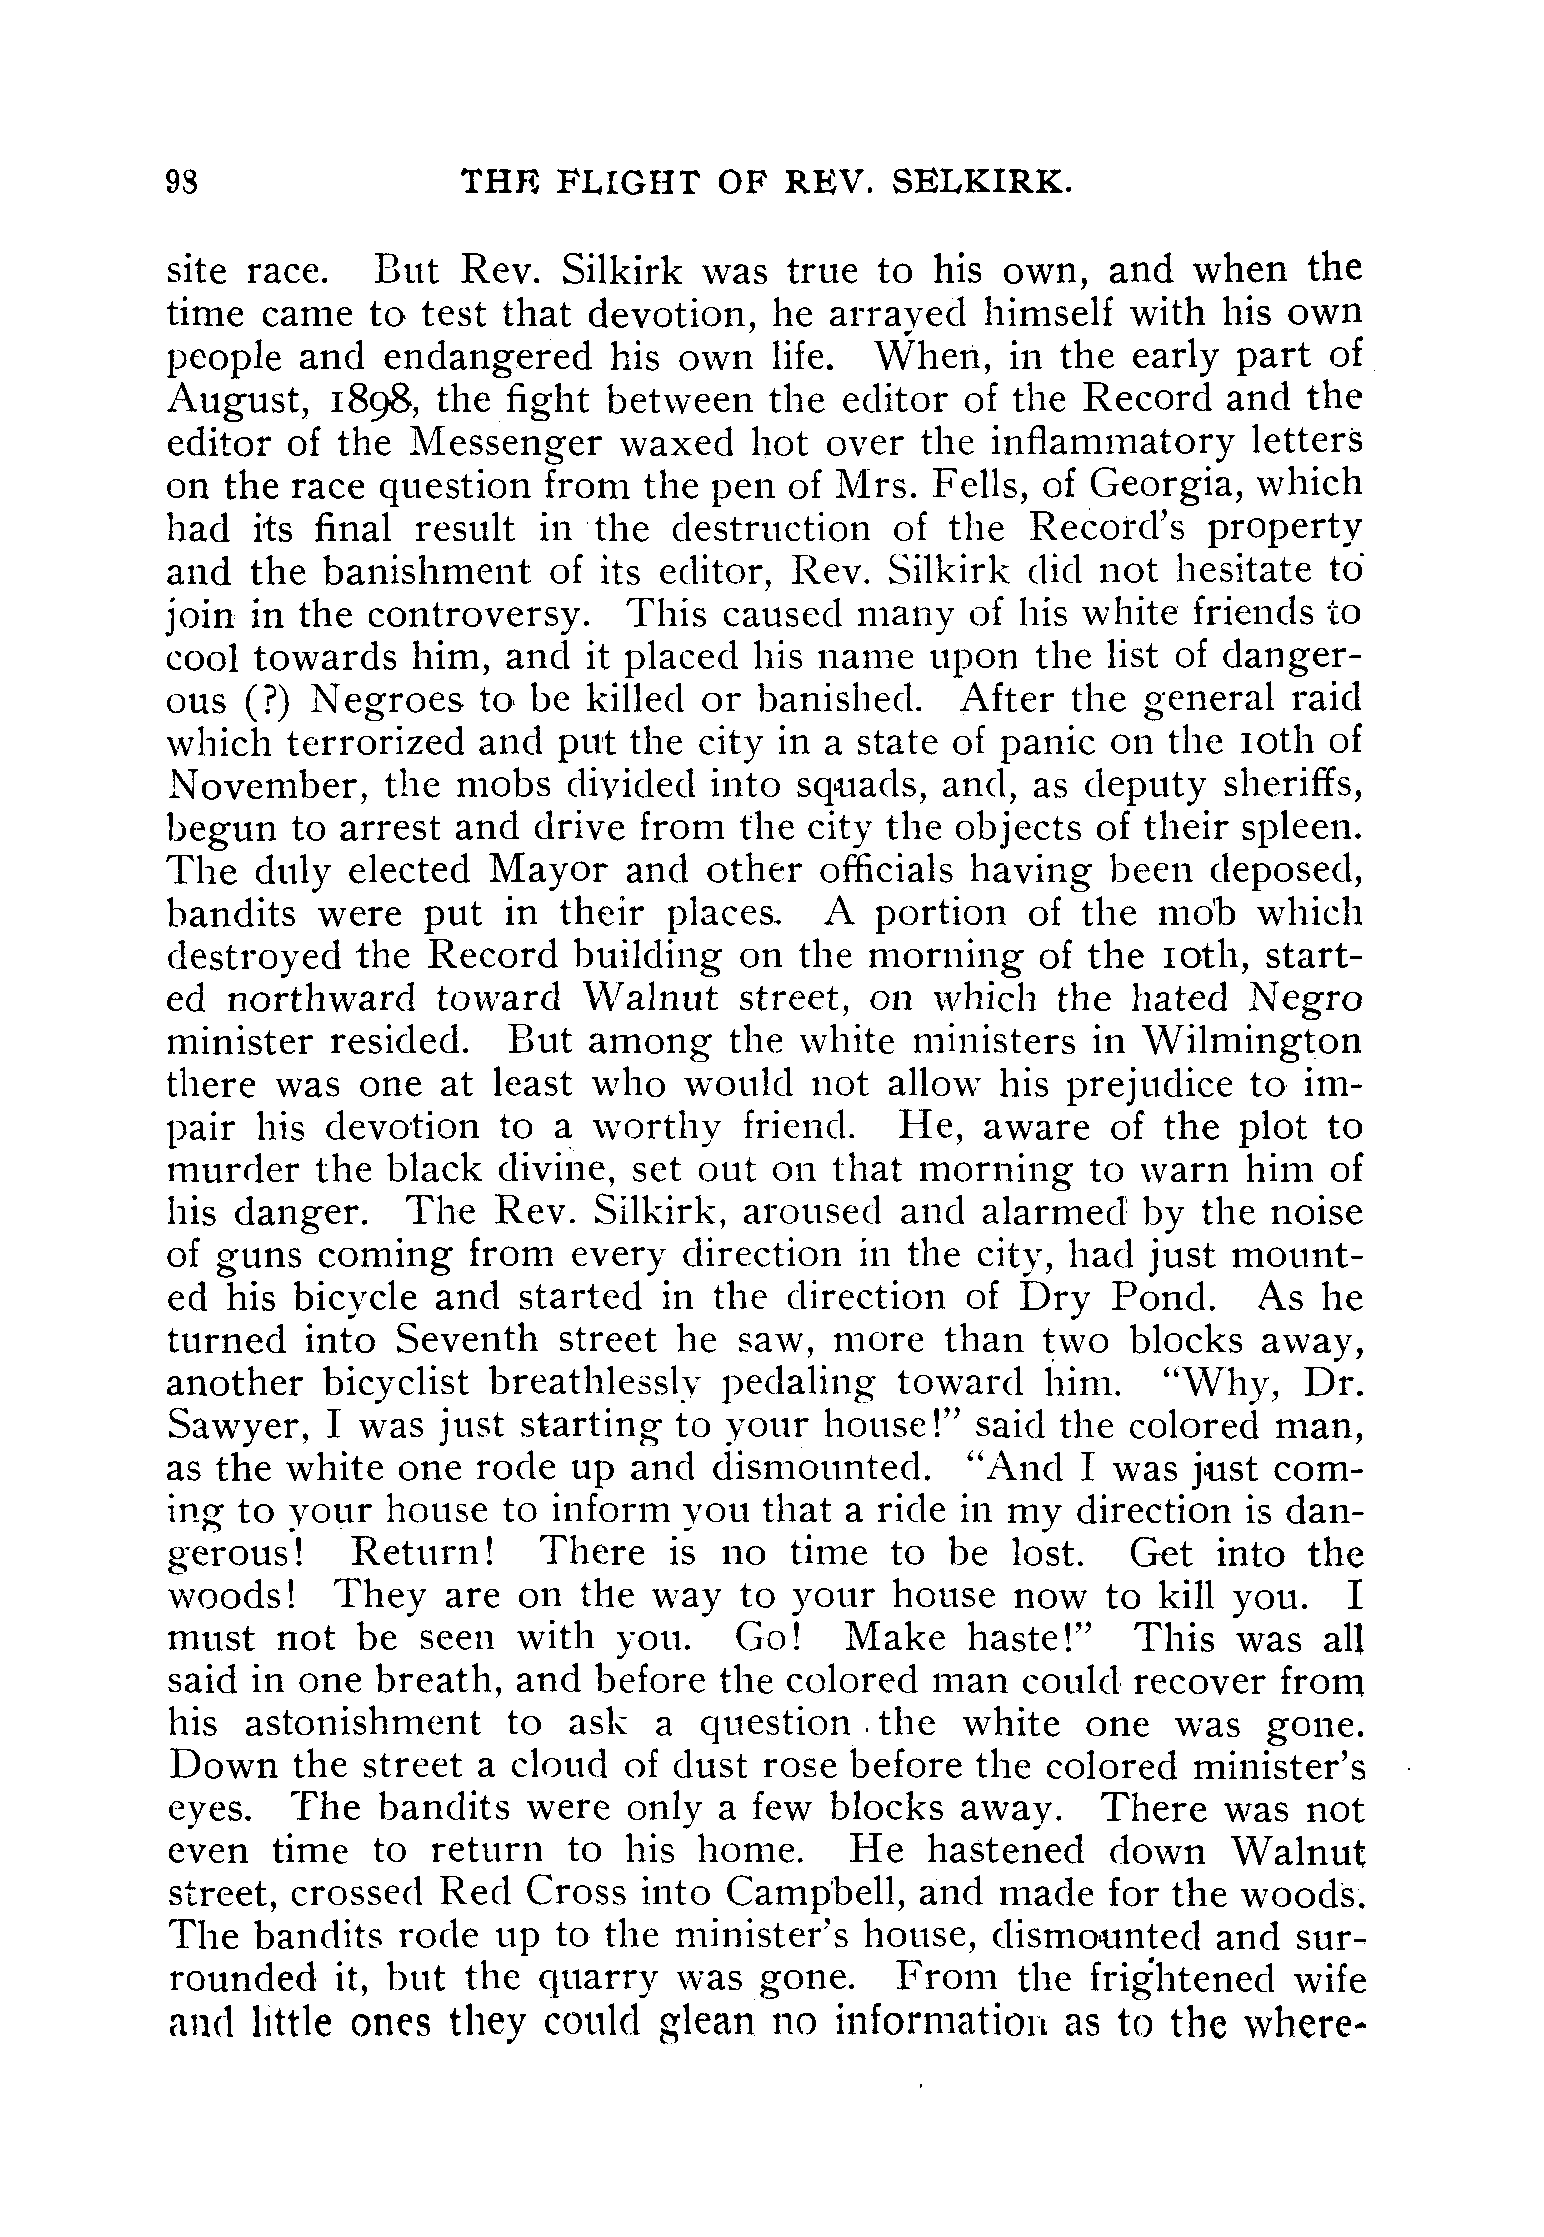 98 THE FLIGHT OF REV. SELKIRK.
site race. But Rev. Silkirk was true to his own, and when the
time came to test that devotion, he arrayed himself with his own
people and endangered his own life. When, in the early part of
August, 1898, the fight between the editor of the Record and the
editor of the Messenger waxed hot over the inflammatory letters
on the race question from the pen of Mrs. Fells, of Georgia, which
had its final result in the destruction of the Record's property
and the banishment of its editor, Rev. Silkirk did not hesitate to
join in the controversy. This caused many of his white friends to
cool towards him, and it placed his name upon the list of danger-
ous (?) Negroes to be killed or banished. After the general raid
which terrorized and put the city in a state of panic on the 10th of
November, the mobs divided into squads, and, as deputy sheriffs,
begun to arrest and drive from the city the objects of their spleen.
The duly elected Mayor and other officials having been deposed,
bandits were put in their places. A portion of the mob which
destroyed the Record building on the morning of the 10th, start-
ed northward toward Walnut street, on which the hated Negro
minister resided. But among the white ministers in Wilmington
there was one at least who would not allow his prejudice to im-
pair his devotion to a worthy friend. He, aware of the plot to
murder the black divine, set out on that morning to warn him of
his danger. The Rev. Silkirk, aroused and alarmed by the noise
of guns coming from every direction in the city, had just mount-
ed his bicycle and started in the direction of Dry Pond. As he
turned into Seventh street he saw, more than two blocks away,
another bicyclist breathlessly pedaling toward him. "Why, Dr.
Sawyer, I was just starting to your house!" said the colored man,
as the white one rode up and dismounted. "And I was just com-
ing to your house to inform you that a ride in my direction is dan-
gerous! Return! There is no time to be lost. Get into the
woods! They are on the way to your house now to kill you. I
must not be seen with you. Go! Make haste!" This was all
said in one breath, and before the colored man could recover from
his astonishment to ask a question the white one was gone.
Down the street a cloud of dust rose before the colored minister's
eyes. The bandits were only a few blocks away. There was not
even time to return to his home. He hastened down Walnut
street, crossed Red Cross into Campbell, and made for the woods.
The bandits rode up to the minister's house, dismounted and sur-
rounded it, but the quarry was gone. From the frightened wife
and little ones they could glean no information as to the where-